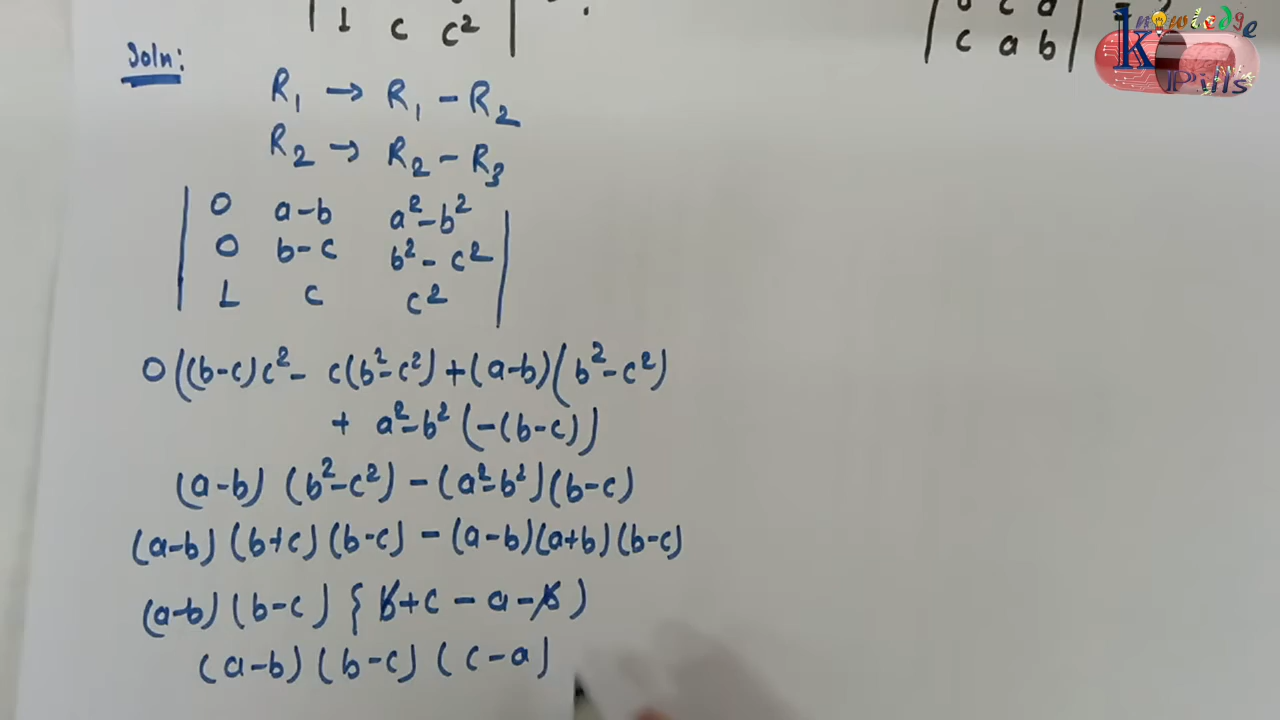 | 1 c c² |
| b c a | = ?
| c a b |
knowledge
Pills
Soln:
R₁ → R₁ - R₂
R₂ → R₂ - R₃
| 0 a-b a²-b² |
| 0 b-c b²-c² |
| 1 c c² |
0((b-c)c² - c(b²-c²) + (a-b)(b²-c²)
+ a²-b² (-(b-c))
(a-b) (b²-c²) - (a²-b²)(b-c)
(a-b) (b+c) (b-c) - (a-b)(a+b)(b-c)
(a-b) (b-c) { b+c - a-b )
(a-b) (b-c) (c-a)